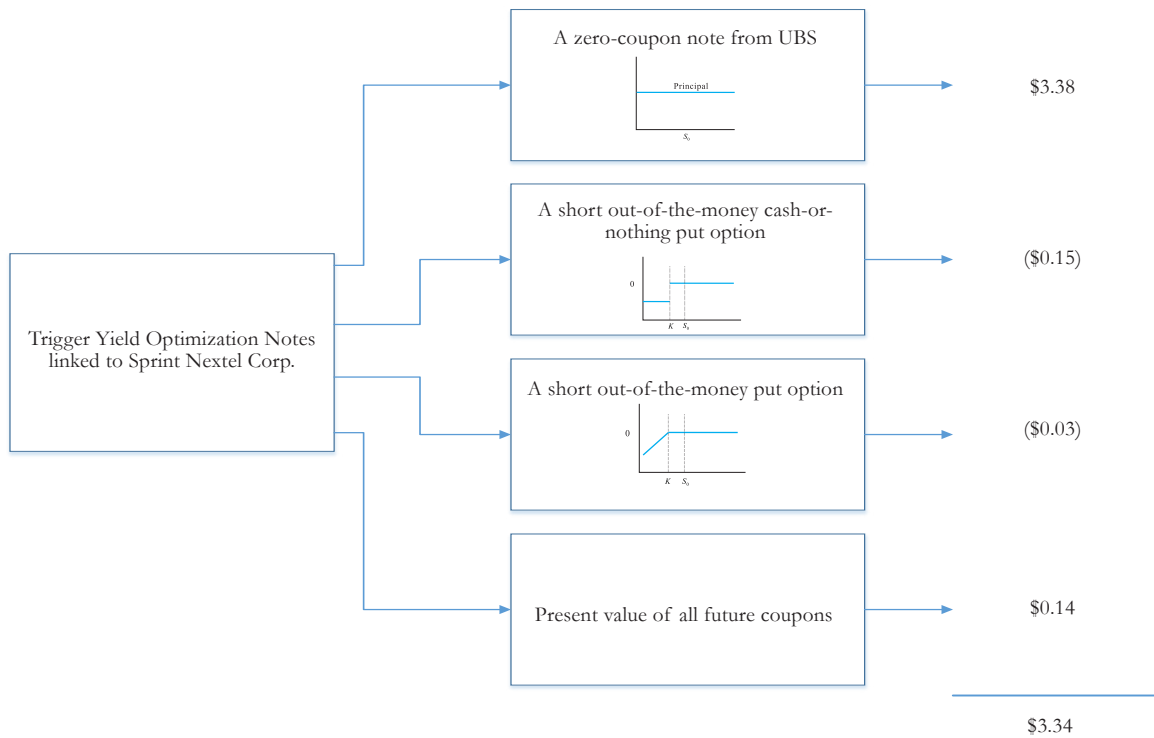 A zero-coupon note from UBS
Principal
S0
$3.38
A short out-of-the-money cash-or-
nothing put option
0
K S0
($0.15)
Trigger Yield Optimization Notes
linked to Sprint Nextel Corp.
A short out-of-the-money put option
0
K S0
($0.03)
Present value of all future coupons
$0.14
$3.34